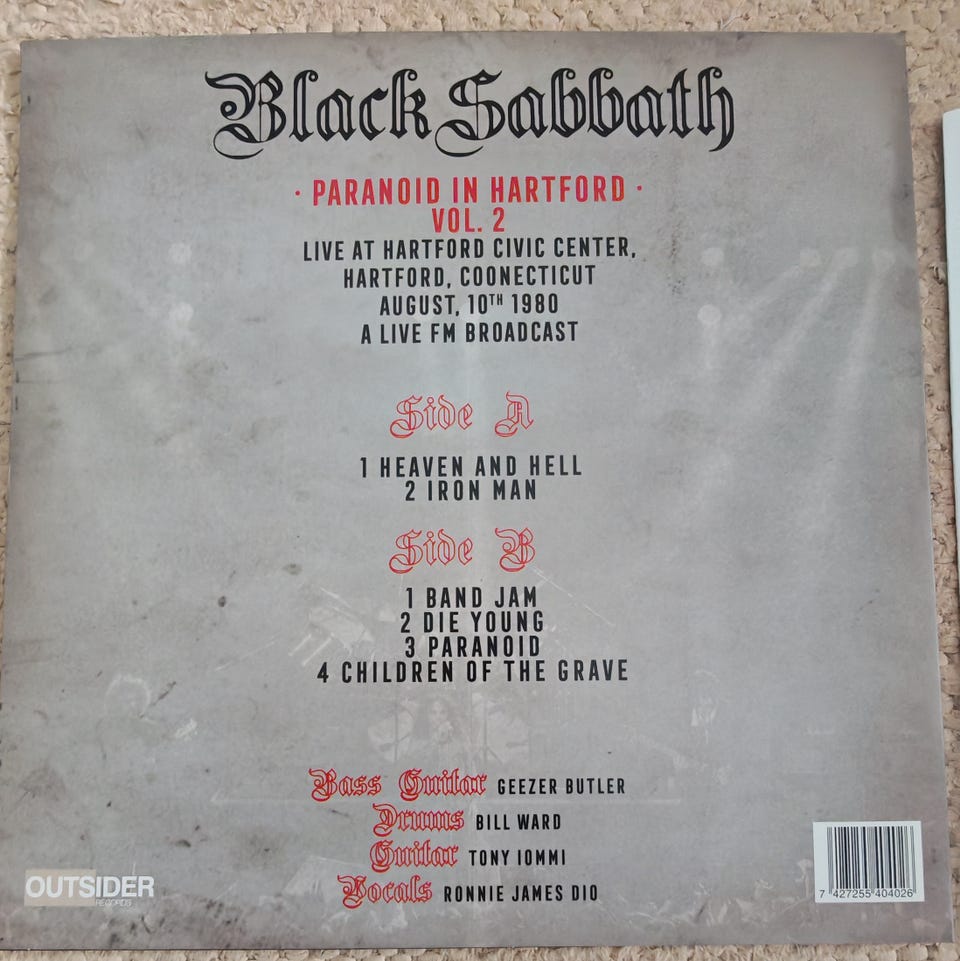 Black Sabbath
· PARANOID IN HARTFORD ·
VOL. 2
LIVE AT HARTFORD CIVIC CENTER,
HARTFORD, COONECTICUT
AUGUST, 10TH 1980
A LIVE FM BROADCAST
Side A
1 HEAVEN AND HELL
2 IRON MAN
Side B
1 BAND JAM
2 DIE YOUNG
3 PARANOID
4 CHILDREN OF THE GRAVE
Bass Guitar GEEZER BUTLER
Drums BILL WARD
Guitar TONY IOMMI
Vocals RONNIE JAMES DIO
OUTSIDER
RECORDS
7 427255 404026